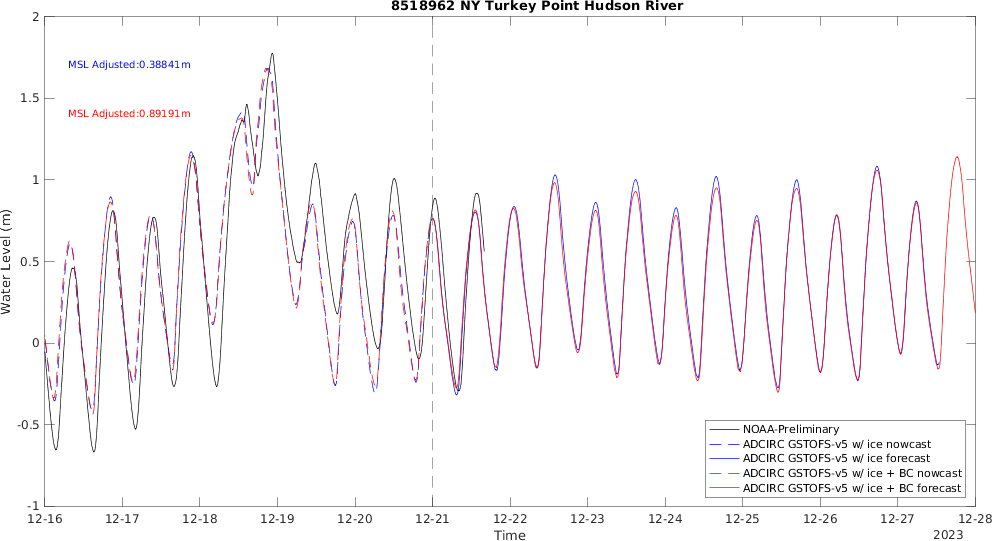 8518962 NY Turkey Point Hudson River
2
1.5
1
0.5
0
-0.5
-1
Water Level (m)
MSL Adjusted:0.38841m
MSL Adjusted:0.89191m
NOAA-Preliminary
ADCIRC GSTOFS-v5 w/ ice nowcast
ADCIRC GSTOFS-v5 w/ ice forecast
ADCIRC GSTOFS-v5 w/ ice + BC nowcast
ADCIRC GSTOFS-v5 w/ ice + BC forecast
12-16 12-17 12-18 12-19 12-20 12-21 12-22 12-23 12-24 12-25 12-26 12-27 12-28
Time
2023